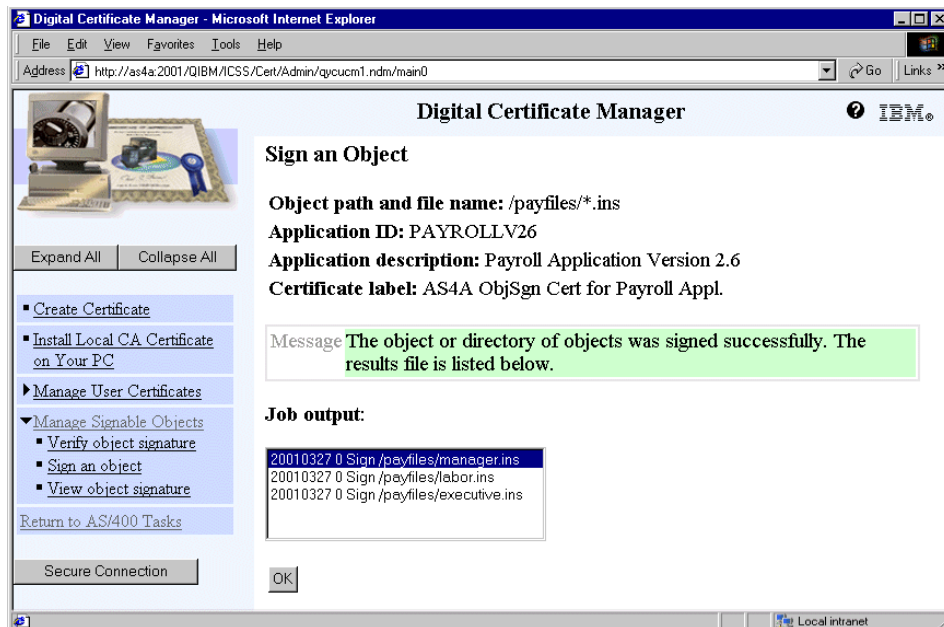 Digital Certificate Manager - Microsoft Internet Explorer
File Edit View Favorites Tools Help
Address http://as4a:2001/QIBM/ICSS/Cert/Admin/qycucm1.ndm/main0 Go Links »
Digital Certificate Manager ? IBM®
Sign an Object
Object path and file name: /payfiles/*.ins
Application ID: PAYROLLV26
Application description: Payroll Application Version 2.6
Certificate label: AS4A ObjSgn Cert for Payroll Appl.
Expand All Collapse All
Create Certificate
Install Local CA Certificate
on Your PC
Manage User Certificates
Manage Signable Objects
Verify object signature
Sign an object
View object signature
Return to AS/400 Tasks
Secure Connection
Message The object or directory of objects was signed successfully. The
results file is listed below.
Job output:
20010327 0 Sign /payfiles/manager.ins
20010327 0 Sign /payfiles/labor.ins
20010327 0 Sign /payfiles/executive.ins
OK
Local intranet